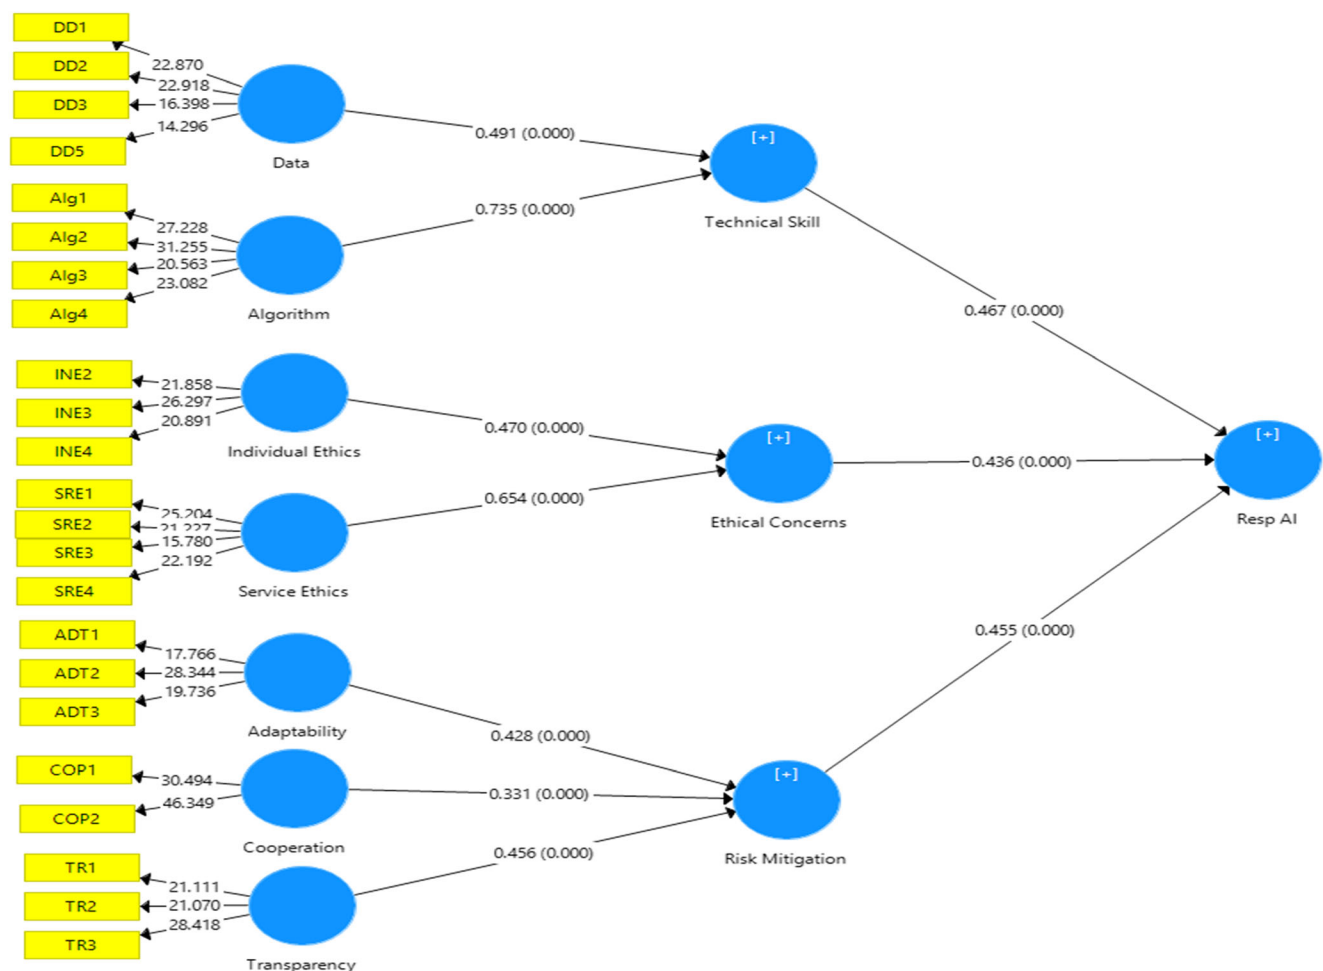 DD1
22.870
DD2
22.918
DD3
16.398
DD5
14.296
Data
0.491 (0.000)
[+]
Technical Skill
Alg1
27.228
Alg2
31.255
Alg3
20.563
Alg4
23.082
Algorithm
0.735 (0.000)
0.467 (0.000)
INE2
21.858
INE3
26.297
INE4
20.891
Individual Ethics
0.470 (0.000)
[+]
Ethical Concerns
0.436 (0.000)
[+]
Resp AI
SRE1
25.204
SRE2
SRE3
15.780
SRE4
22.192
Service Ethics
0.654 (0.000)
ADT1
17.766
ADT2
28.344
ADT3
19.736
Adaptability
0.428 (0.000)
0.455 (0.000)
COP1
30.494
COP2
46.349
Cooperation
0.331 (0.000)
[+]
Risk Mitigation
TR1
21.111
TR2
21.070
TR3
28.418
Transparency
0.456 (0.000)